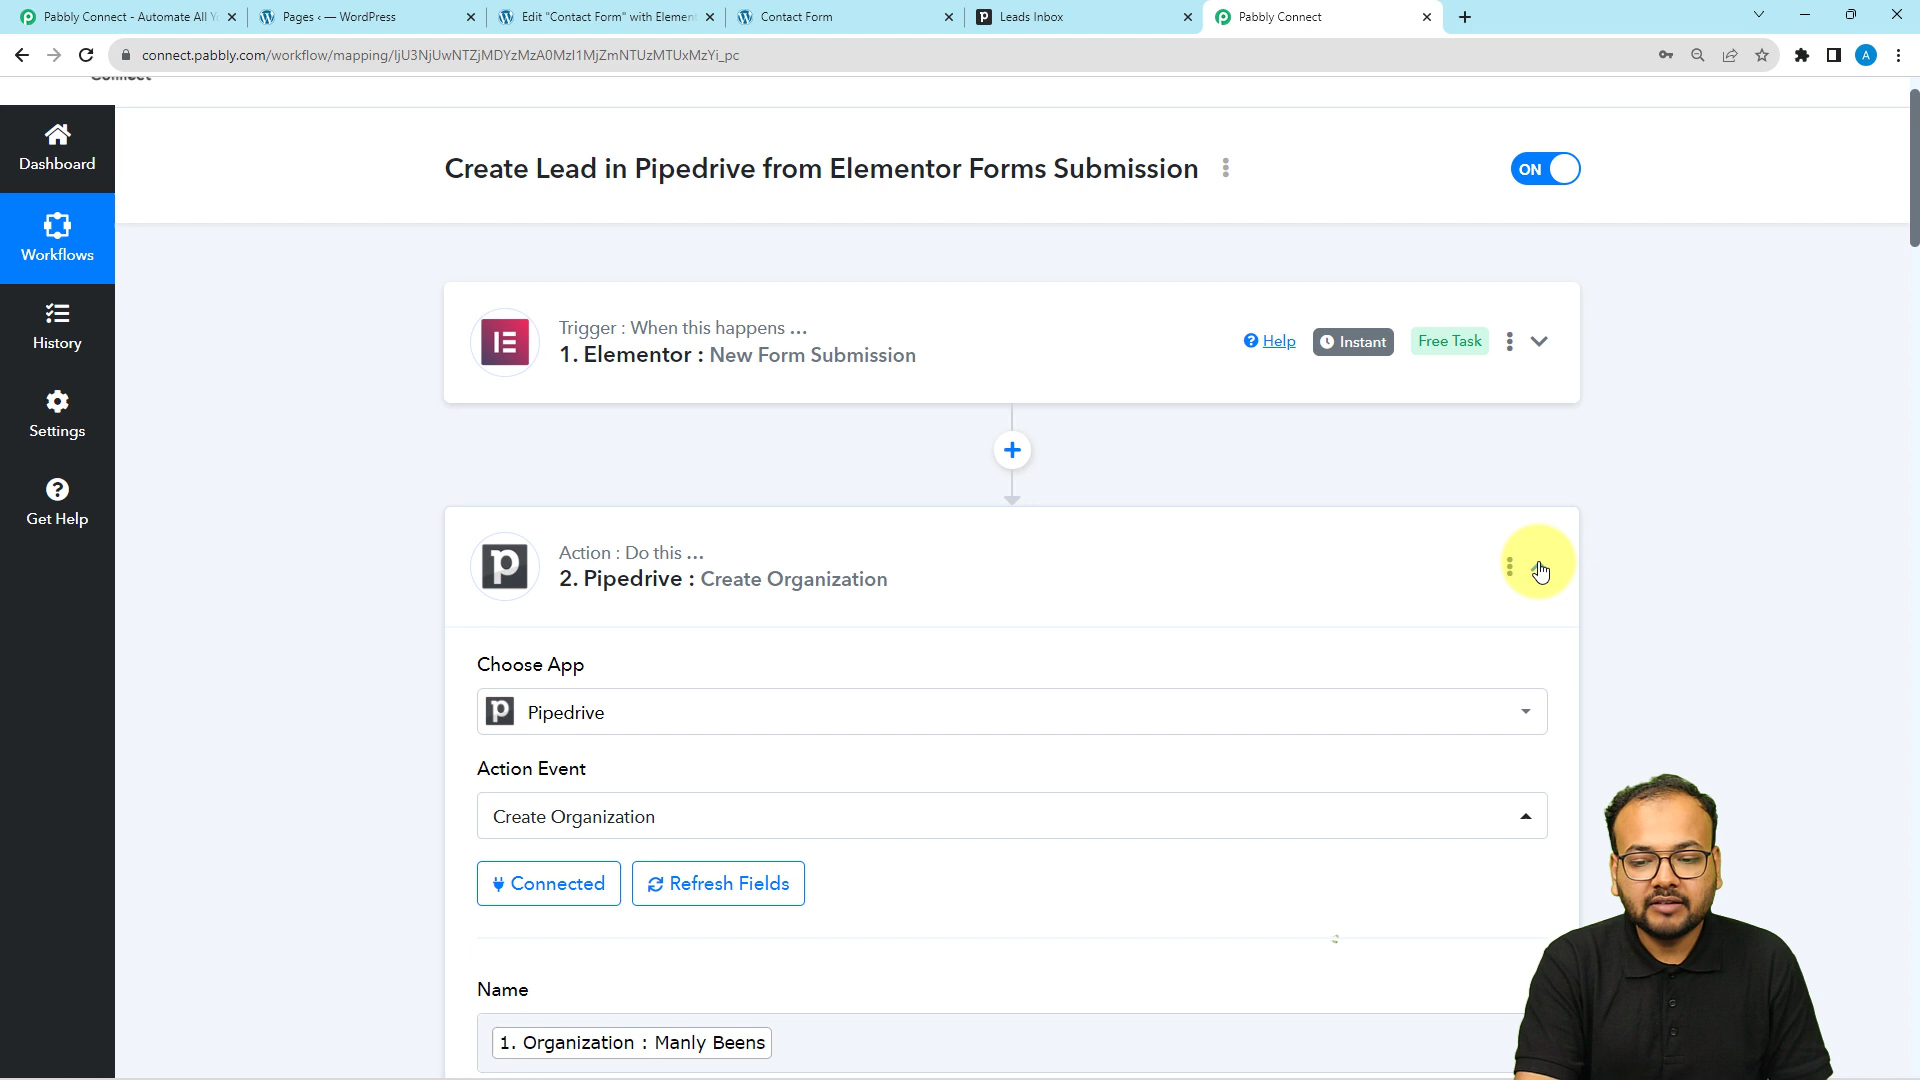 Pabbly Connect - Automate All Y
Pages ‹ — WordPress
Edit "Contact Form" with Elemen
Contact Form
Leads Inbox
Pabbly Connect
connect.pabbly.com/workflow/mapping/IjU3NjUwNTZjMDYzMzA0MzI1MjZmNTUzMTUxMzYi_pc
A
Connect
Dashboard
Workflows
History
Settings
Get Help
Create Lead in Pipedrive from Elementor Forms Submission
ON
Trigger : When this happens ...
1. Elementor : New Form Submission
Help
Instant
Free Task
Action : Do this ...
2. Pipedrive : Create Organization
Choose App
Pipedrive
Action Event
Create Organization
Connected
Refresh Fields
Name
1. Organization : Manly Beens